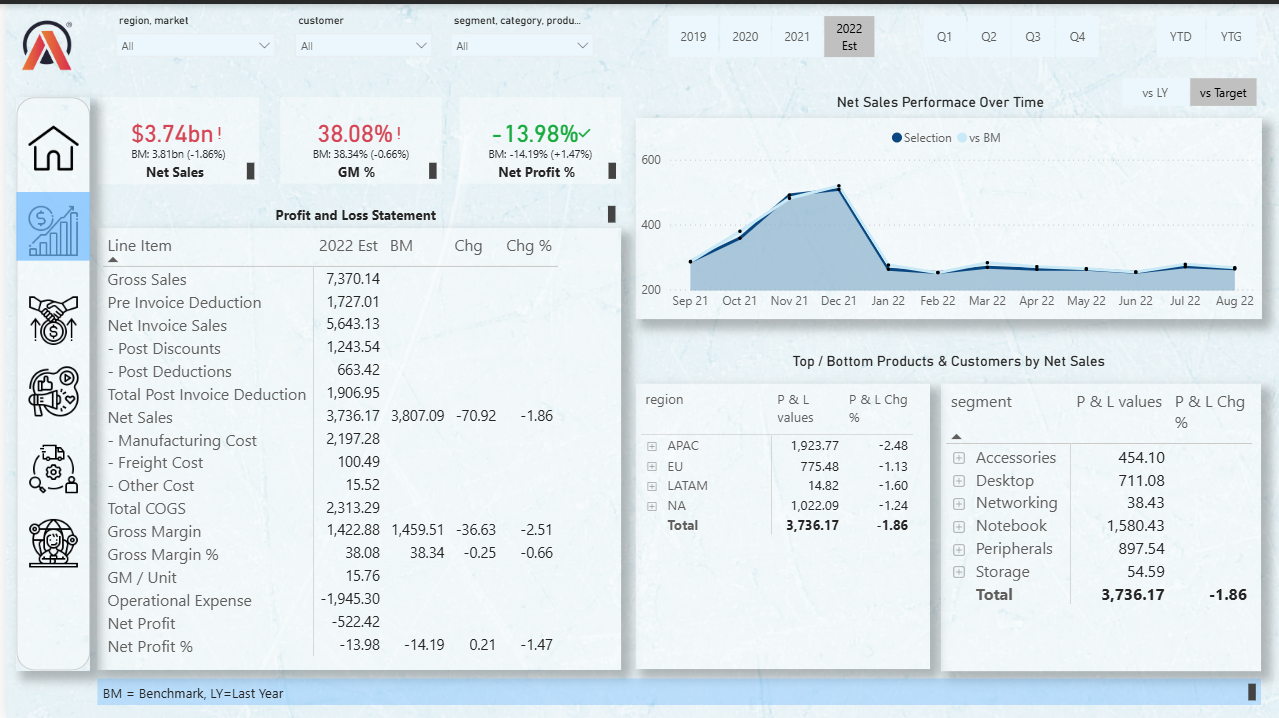 region, market
customer
segment, category, produ...
All
All
All
2019 2020 2021 2022 Est
Q1 Q2 Q3 Q4
YTD YTG
vs LY vs Target
$3.74bn!
BM: 3.81bn (-1.86%)
Net Sales
38.08%!
BM: 38.34% (-0.66%)
GM %
-13.98%✓
BM: -14.19% (+1.47%)
Net Profit %
Profit and Loss Statement
Line Item 2022 Est BM Chg Chg %
Gross Sales 7,370.14
Pre Invoice Deduction 1,727.01
Net Invoice Sales 5,643.13
- Post Discounts 1,243.54
- Post Deductions 663.42
Total Post Invoice Deduction 1,906.95
Net Sales 3,736.17 3,807.09 -70.92 -1.86
- Manufacturing Cost 2,197.28
- Freight Cost 100.49
- Other Cost 15.52
Total COGS 2,313.29
Gross Margin 1,422.88 1,459.51 -36.63 -2.51
Gross Margin % 38.08 38.34 -0.25 -0.66
GM / Unit 15.76
Operational Expense -1,945.30
Net Profit -522.42
Net Profit % -13.98 -14.19 0.21 -1.47
Net Sales Performace Over Time
Selection vs BM
600
400
200
Sep 21 Oct 21 Nov 21 Dec 21 Jan 22 Feb 22 Mar 22 Apr 22 May 22 Jun 22 Jul 22 Aug 22
Top / Bottom Products & Customers by Net Sales
region P & L values P & L Chg %
APAC 1,923.77 -2.48
EU 775.48 -1.13
LATAM 14.82 -1.60
NA 1,022.09 -1.24
Total 3,736.17 -1.86
segment P & L values P & L Chg %
Accessories 454.10
Desktop 711.08
Networking 38.43
Notebook 1,580.43
Peripherals 897.54
Storage 54.59
Total 3,736.17 -1.86
BM = Benchmark, LY=Last Year